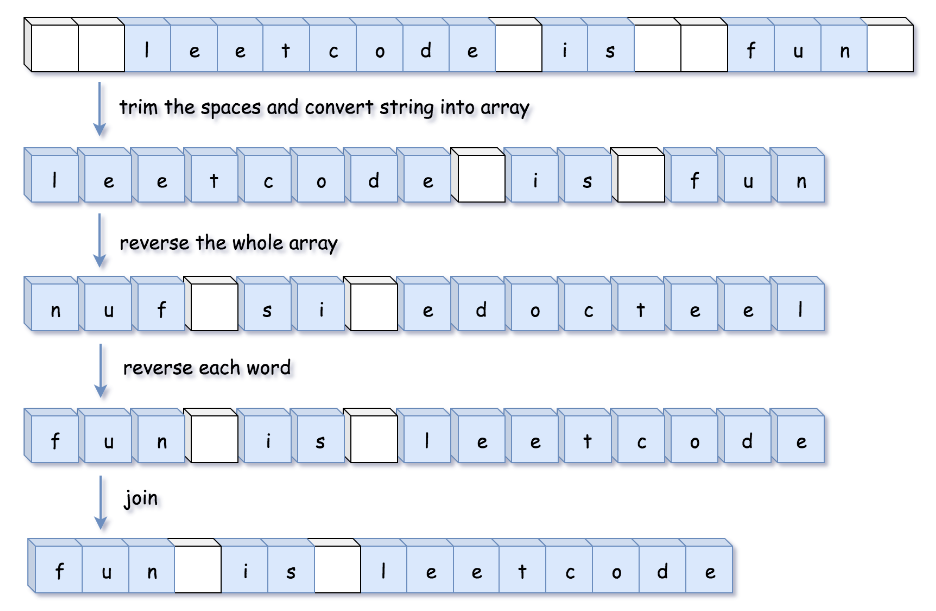 l e e t c o d e   i s   f u n
trim the spaces and convert string into array
l e e t c o d e   i s   f u n
reverse the whole array
n u f   s i   e d o c t e e l
reverse each word
f u n   i s   l e e t c o d e
join
f u n   i s   l e e t c o d e